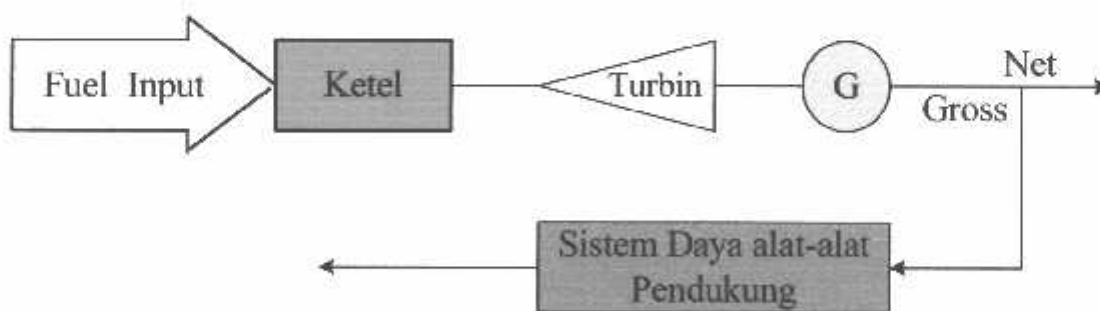 Fuel Input
Ketel
Turbin
G
Net
Gross
Sistem Daya alat-alat
Pendukung